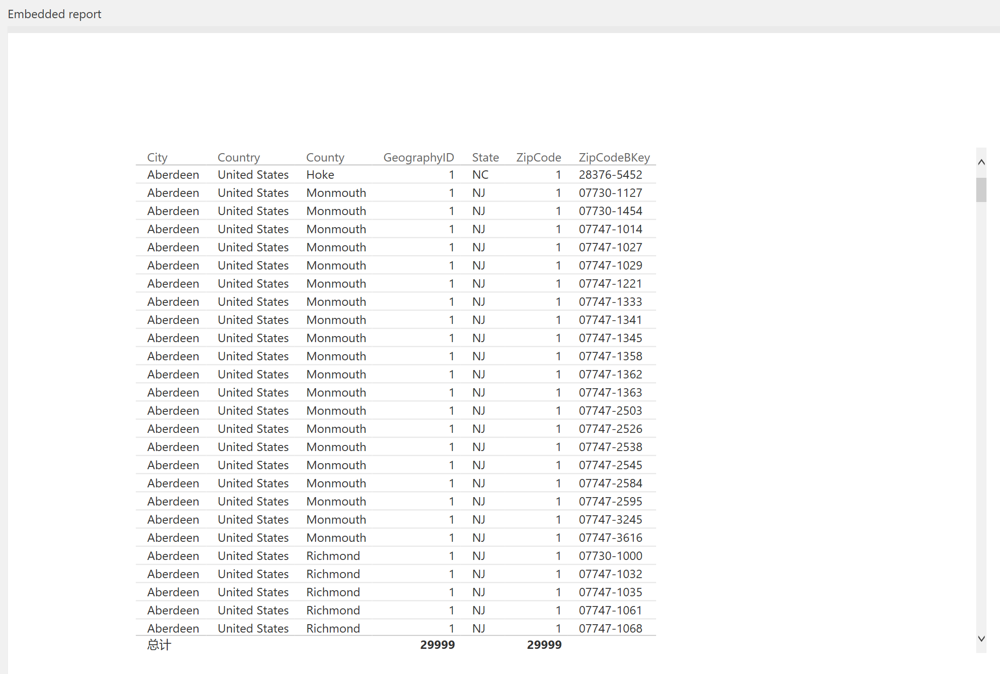 Embedded report
City Country County GeographyID State ZipCode ZipCodeBKey
Aberdeen United States Hoke 1 NC 1 28376-5452
Aberdeen United States Monmouth 1 NJ 1 07730-1127
Aberdeen United States Monmouth 1 NJ 1 07730-1454
Aberdeen United States Monmouth 1 NJ 1 07747-1014
Aberdeen United States Monmouth 1 NJ 1 07747-1027
Aberdeen United States Monmouth 1 NJ 1 07747-1029
Aberdeen United States Monmouth 1 NJ 1 07747-1221
Aberdeen United States Monmouth 1 NJ 1 07747-1333
Aberdeen United States Monmouth 1 NJ 1 07747-1341
Aberdeen United States Monmouth 1 NJ 1 07747-1345
Aberdeen United States Monmouth 1 NJ 1 07747-1358
Aberdeen United States Monmouth 1 NJ 1 07747-1362
Aberdeen United States Monmouth 1 NJ 1 07747-1363
Aberdeen United States Monmouth 1 NJ 1 07747-2503
Aberdeen United States Monmouth 1 NJ 1 07747-2526
Aberdeen United States Monmouth 1 NJ 1 07747-2538
Aberdeen United States Monmouth 1 NJ 1 07747-2545
Aberdeen United States Monmouth 1 NJ 1 07747-2584
Aberdeen United States Monmouth 1 NJ 1 07747-2595
Aberdeen United States Monmouth 1 NJ 1 07747-3245
Aberdeen United States Monmouth 1 NJ 1 07747-3616
Aberdeen United States Richmond 1 NJ 1 07730-1000
Aberdeen United States Richmond 1 NJ 1 07747-1032
Aberdeen United States Richmond 1 NJ 1 07747-1035
Aberdeen United States Richmond 1 NJ 1 07747-1061
Aberdeen United States Richmond 1 NJ 1 07747-1068
总计 29999 29999